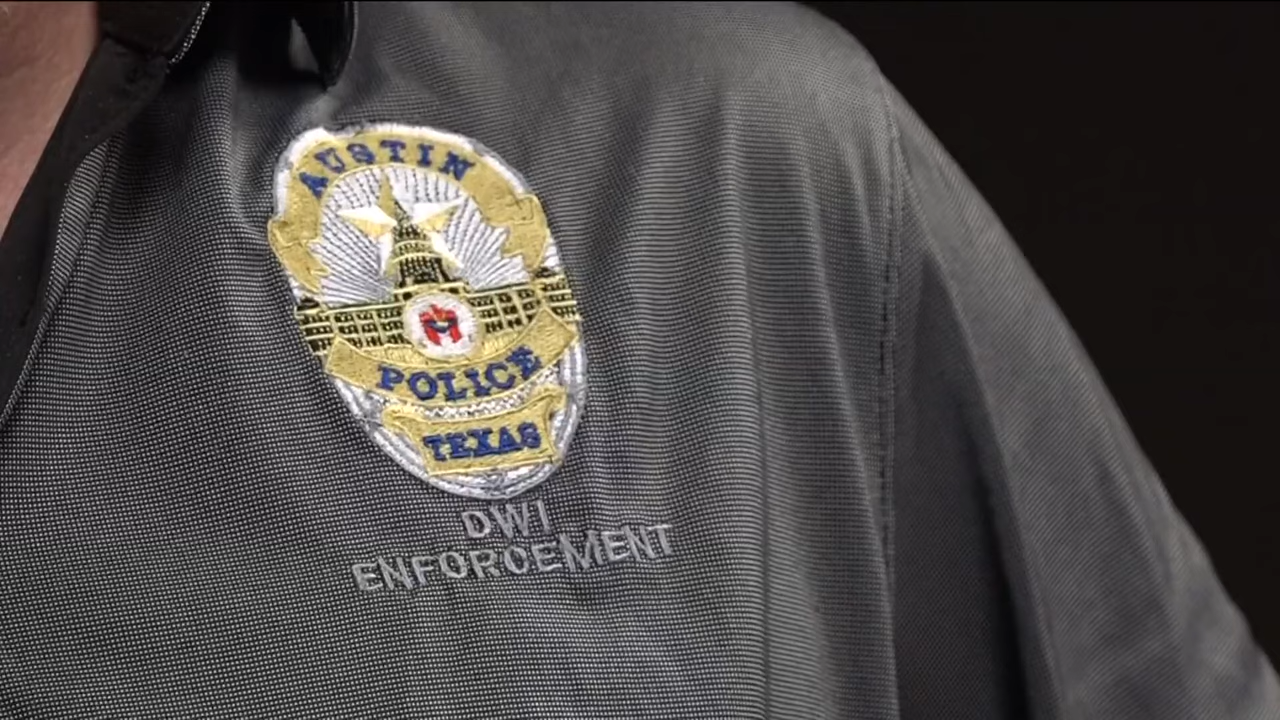 AUSTIN
POLICE
TEXAS
DWI
ENFORCEMENT